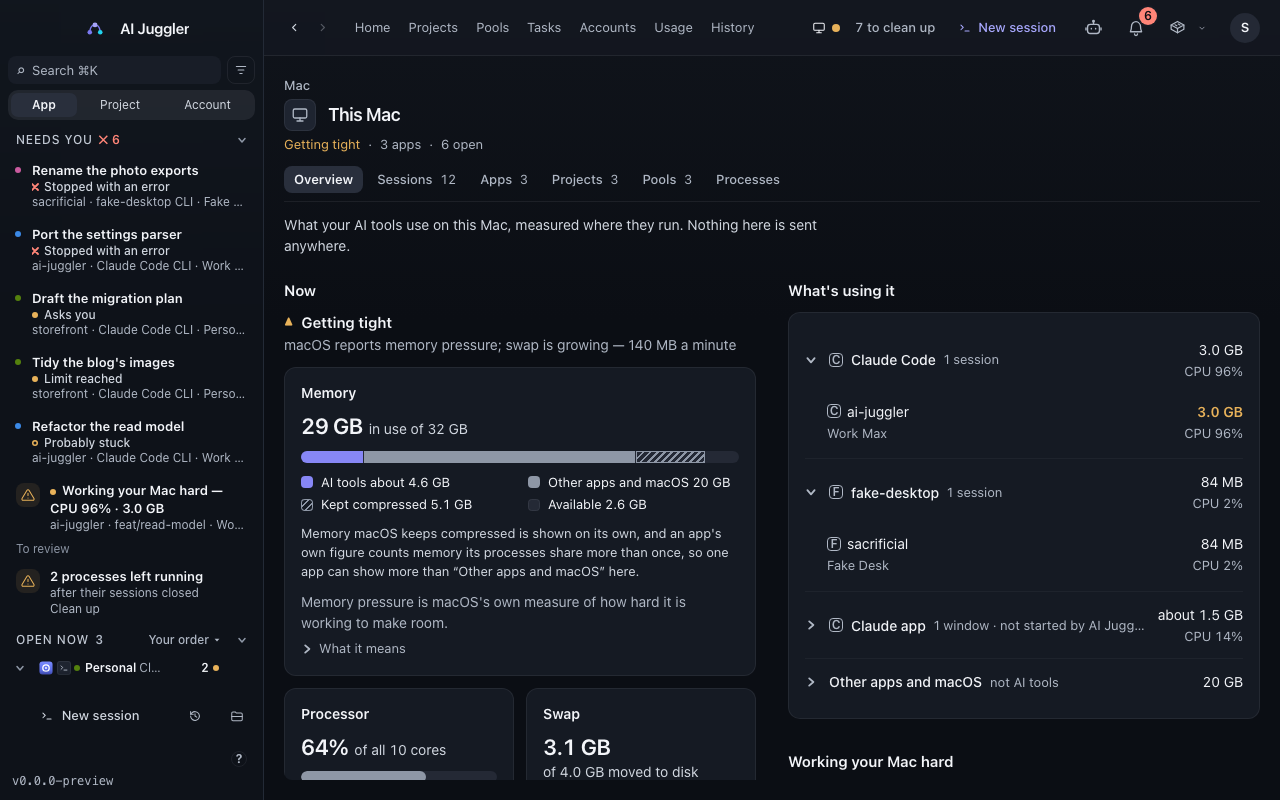 AI Juggler
Search ⌘K
App Project Account
NEEDS YOU 6
Rename the photo exports
Stopped with an error
sacrificial · fake-desktop CLI · Fake ...
Port the settings parser
Stopped with an error
ai-juggler · Claude Code CLI · Work ...
Draft the migration plan
Asks you
storefront · Claude Code CLI · Perso...
Tidy the blog's images
Limit reached
storefront · Claude Code CLI · Perso...
Refactor the read model
Probably stuck
ai-juggler · Claude Code CLI · Work ...
Working your Mac hard —
CPU 96% · 3.0 GB
ai-juggler · feat/read-model · Wo...
To review
2 processes left running
after their sessions closed
Clean up
OPEN NOW 3 Your order
Personal Cl... 2
New session
?
v0.0.0-preview
Home Projects Pools Tasks Accounts Usage History 7 to clean up New session 6 S
Mac
This Mac
Getting tight · 3 apps · 6 open
Overview Sessions 12 Apps 3 Projects 3 Pools 3 Processes
What your AI tools use on this Mac, measured where they run. Nothing here is sent
anywhere.
Now
Getting tight
macOS reports memory pressure; swap is growing — 140 MB a minute
Memory
29 GB in use of 32 GB
AI tools about 4.6 GB Other apps and macOS 20 GB
Kept compressed 5.1 GB Available 2.6 GB
Memory macOS keeps compressed is shown on its own, and an app's
own figure counts memory its processes share more than once, so one
app can show more than “Other apps and macOS” here.
Memory pressure is macOS's own measure of how hard it is
working to make room.
What it means
Processor
64% of all 10 cores
Swap
3.1 GB
of 4.0 GB moved to disk
What's using it
C Claude Code 1 session 3.0 GB
CPU 96%
C ai-juggler 3.0 GB
Work Max CPU 96%
F fake-desktop 1 session 84 MB
CPU 2%
F sacrificial 84 MB
Fake Desk CPU 2%
C Claude app 1 window · not started by AI Jugg... about 1.5 GB
CPU 14%
Other apps and macOS not AI tools 20 GB
Working your Mac hard